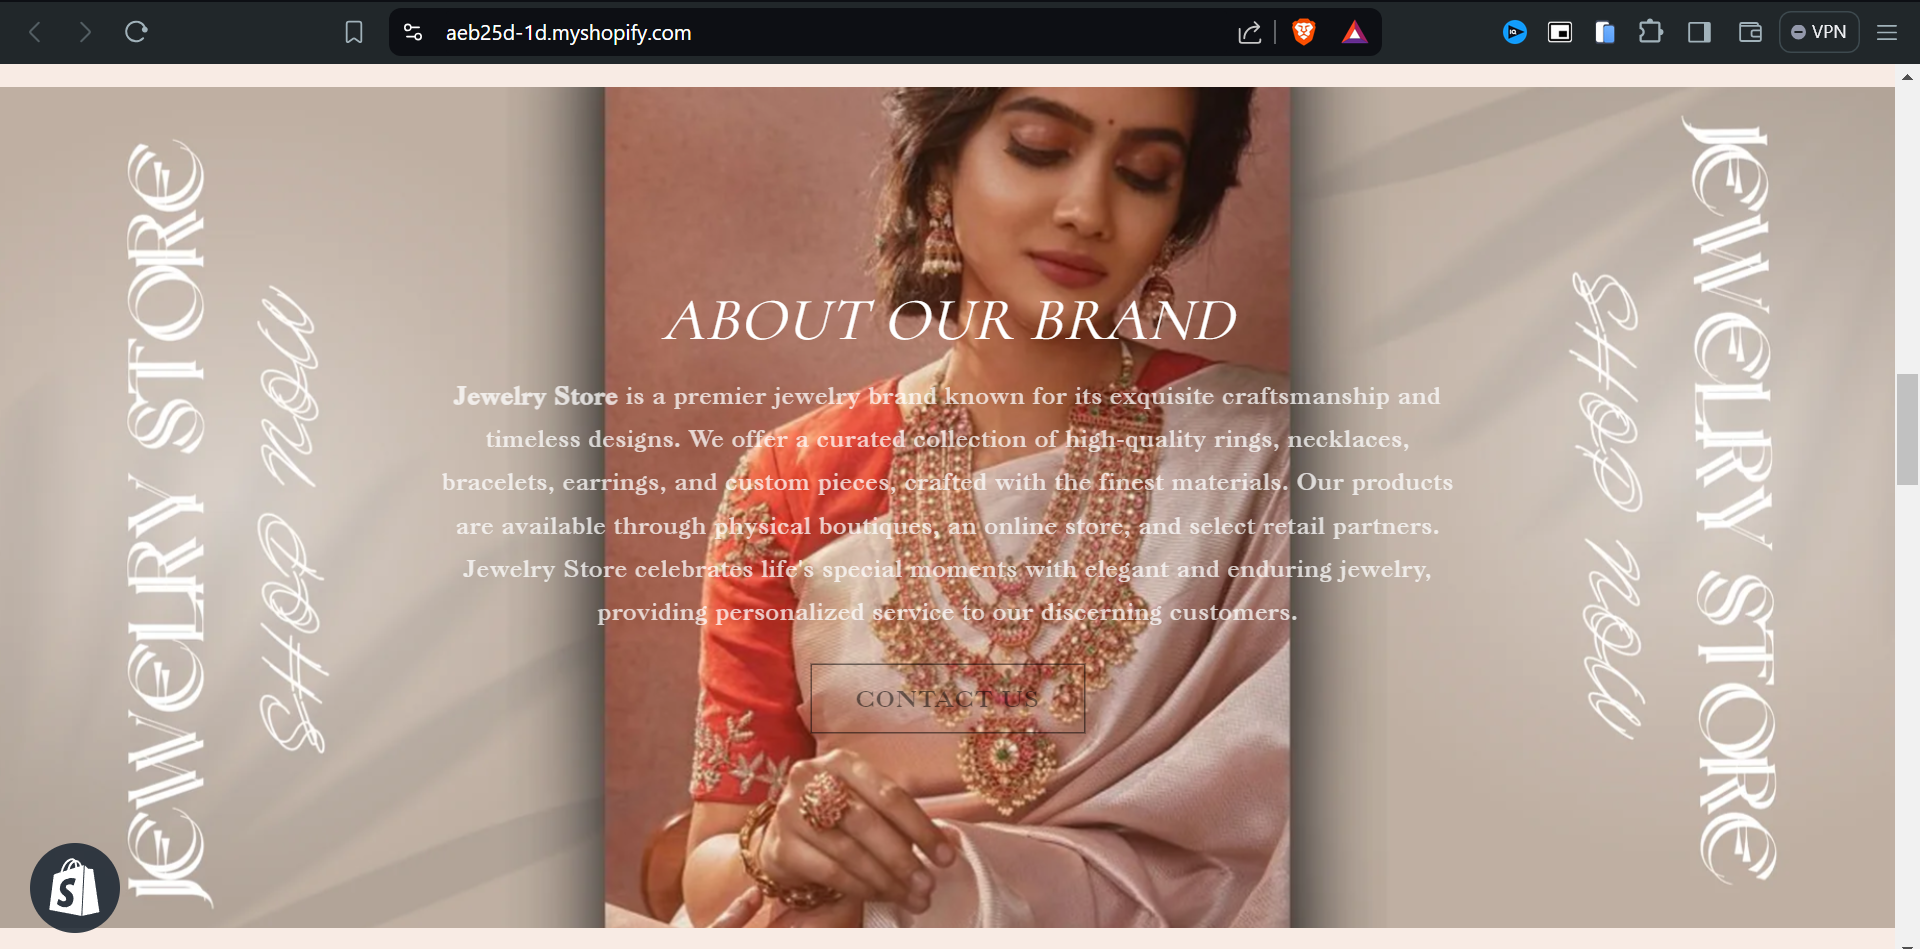 aeb25d-1d.myshopify.com
VPN
JEWELRY STORE
SHOP NOW
ABOUT OUR BRAND
Jewelry Store is a premier jewelry brand known for its exquisite craftsmanship and
timeless designs. We offer a curated collection of high-quality rings, necklaces,
bracelets, earrings, and custom pieces, crafted with the finest materials. Our products
are available through physical boutiques, an online store, and select retail partners.
Jewelry Store celebrates life's special moments with elegant and enduring jewelry,
providing personalized service to our discerning customers.
CONTACT US
SHOP NOW
JEWELRY STORE
S